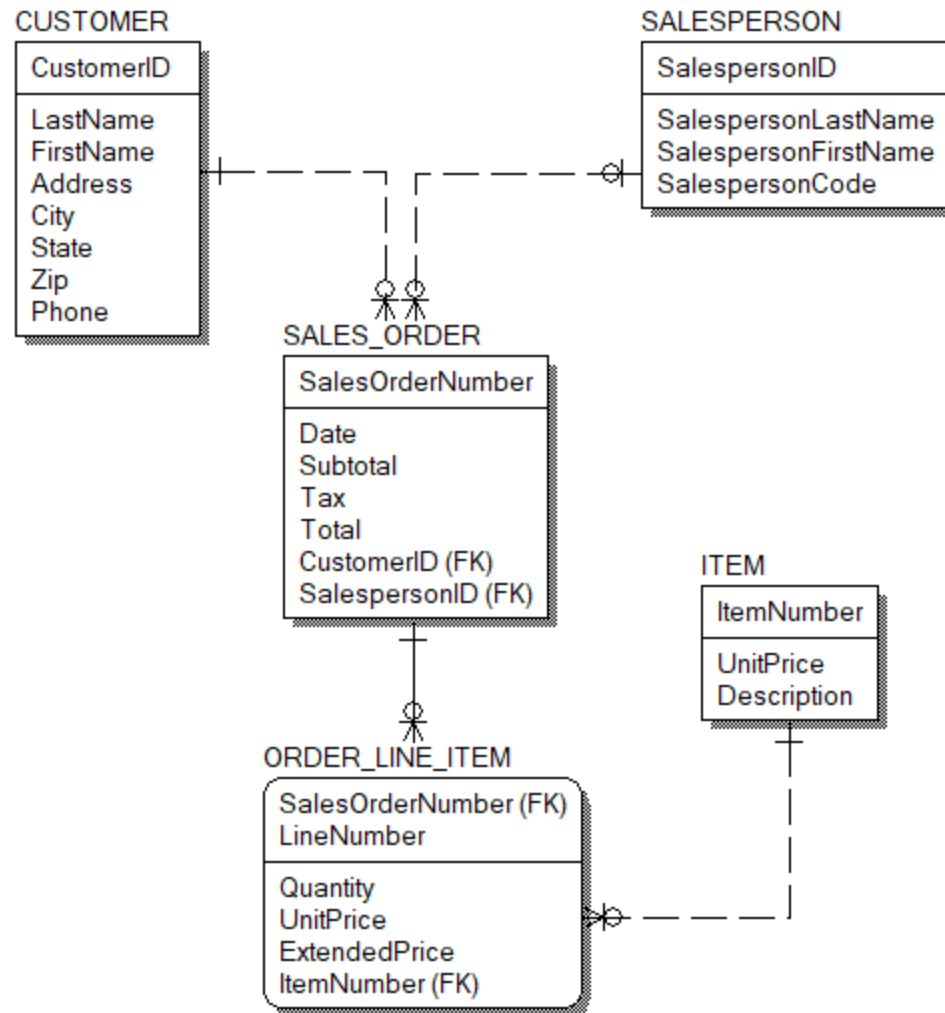 CUSTOMER
CustomerID
LastName
FirstName
Address
City
State
Zip
Phone
SALESPERSON
SalespersonID
SalespersonLastName
SalespersonFirstName
SalespersonCode
SALES_ORDER
SalesOrderNumber
Date
Subtotal
Tax
Total
CustomerID (FK)
SalespersonID (FK)
ITEM
ItemNumber
UnitPrice
Description
ORDER_LINE_ITEM
SalesOrderNumber (FK)
LineNumber
Quantity
UnitPrice
ExtendedPrice
ItemNumber (FK)